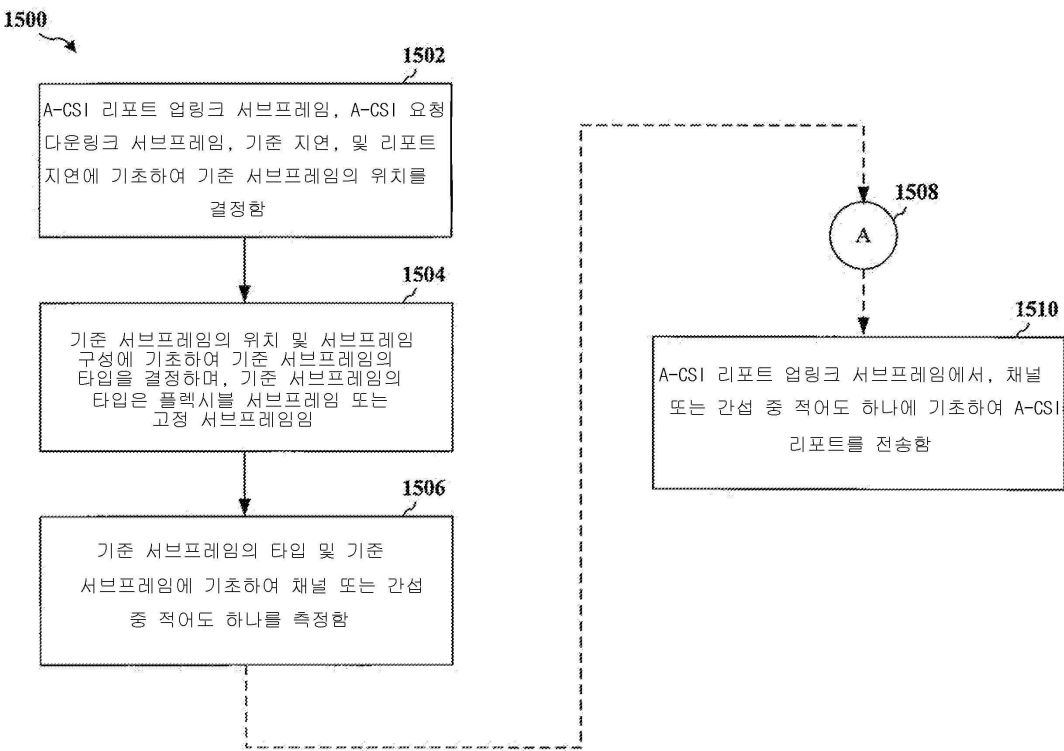 1500
1502
A-CSI 리포트 업링크 서브프레임, A-CSI 요청
다운링크 서브프레임, 기준 지연, 및 리포트
지연에 기초하여 기준 서브프레임의 위치를
결정함
1504
기준 서브프레임의 위치 및 서브프레임
구성에 기초하여 기준 서브프레임의
타입을 결정하며, 기준 서브프레임의
타입은 플렉시블 서브프레임 또는
고정 서브프레임임
1506
기준 서브프레임의 타입 및 기준
서브프레임에 기초하여 채널 또는 간섭
중 적어도 하나를 측정함
1508
A
1510
A-CSI 리포트 업링크 서브프레임에서, 채널
또는 간섭 중 적어도 하나에 기초하여 A-CSI
리포트를 전송함